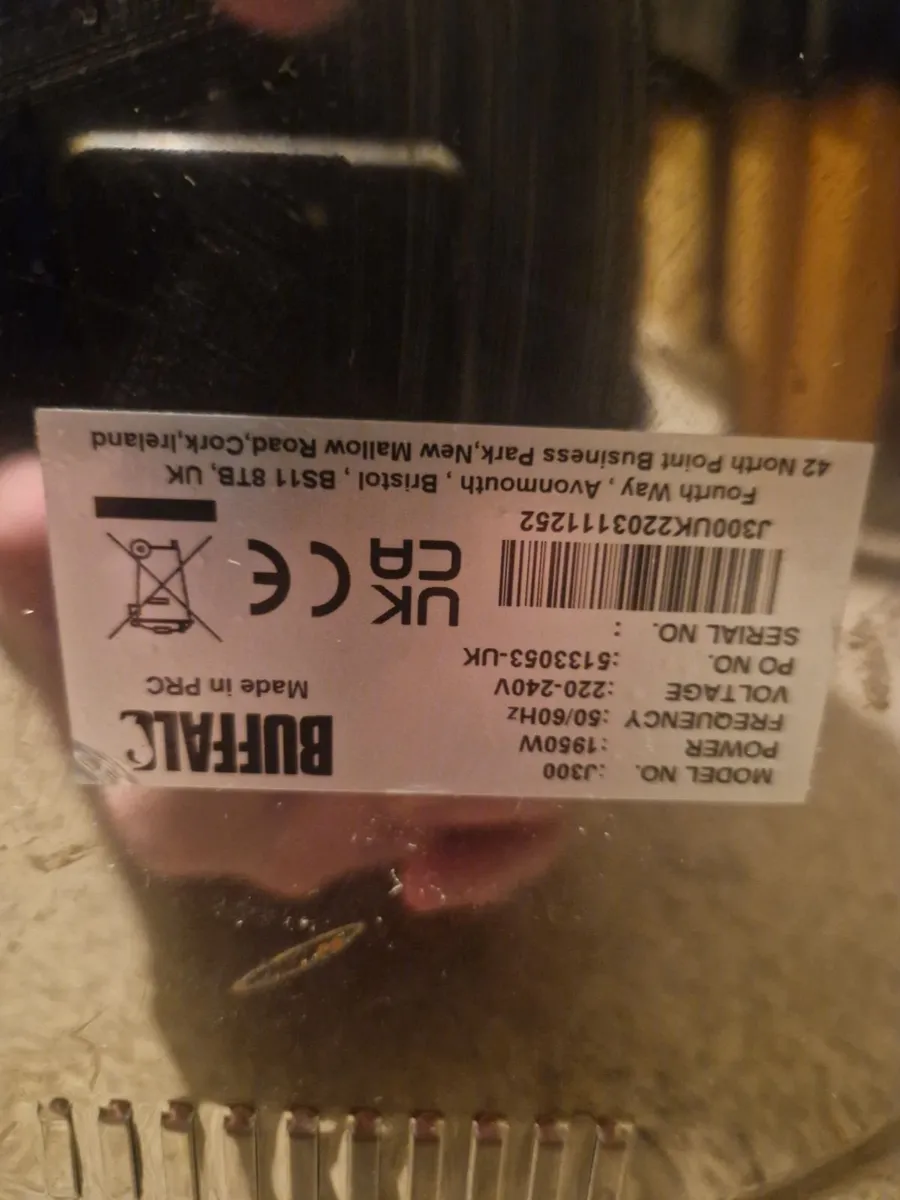 MODEL NO. :J300
POWER :1950W
FREQUENCY :50/60Hz
VOLTAGE :220-240V
PO NO. :5133053-UK
SERIAL NO. :
J300UK2203111252
BUFFALO
Made in PRC
UK
CA
CE
Fourth Way , Avonmouth , Bristol , BS11 8TB, UK
42 North Point Business Park,New Mallow Road,Cork,Ireland